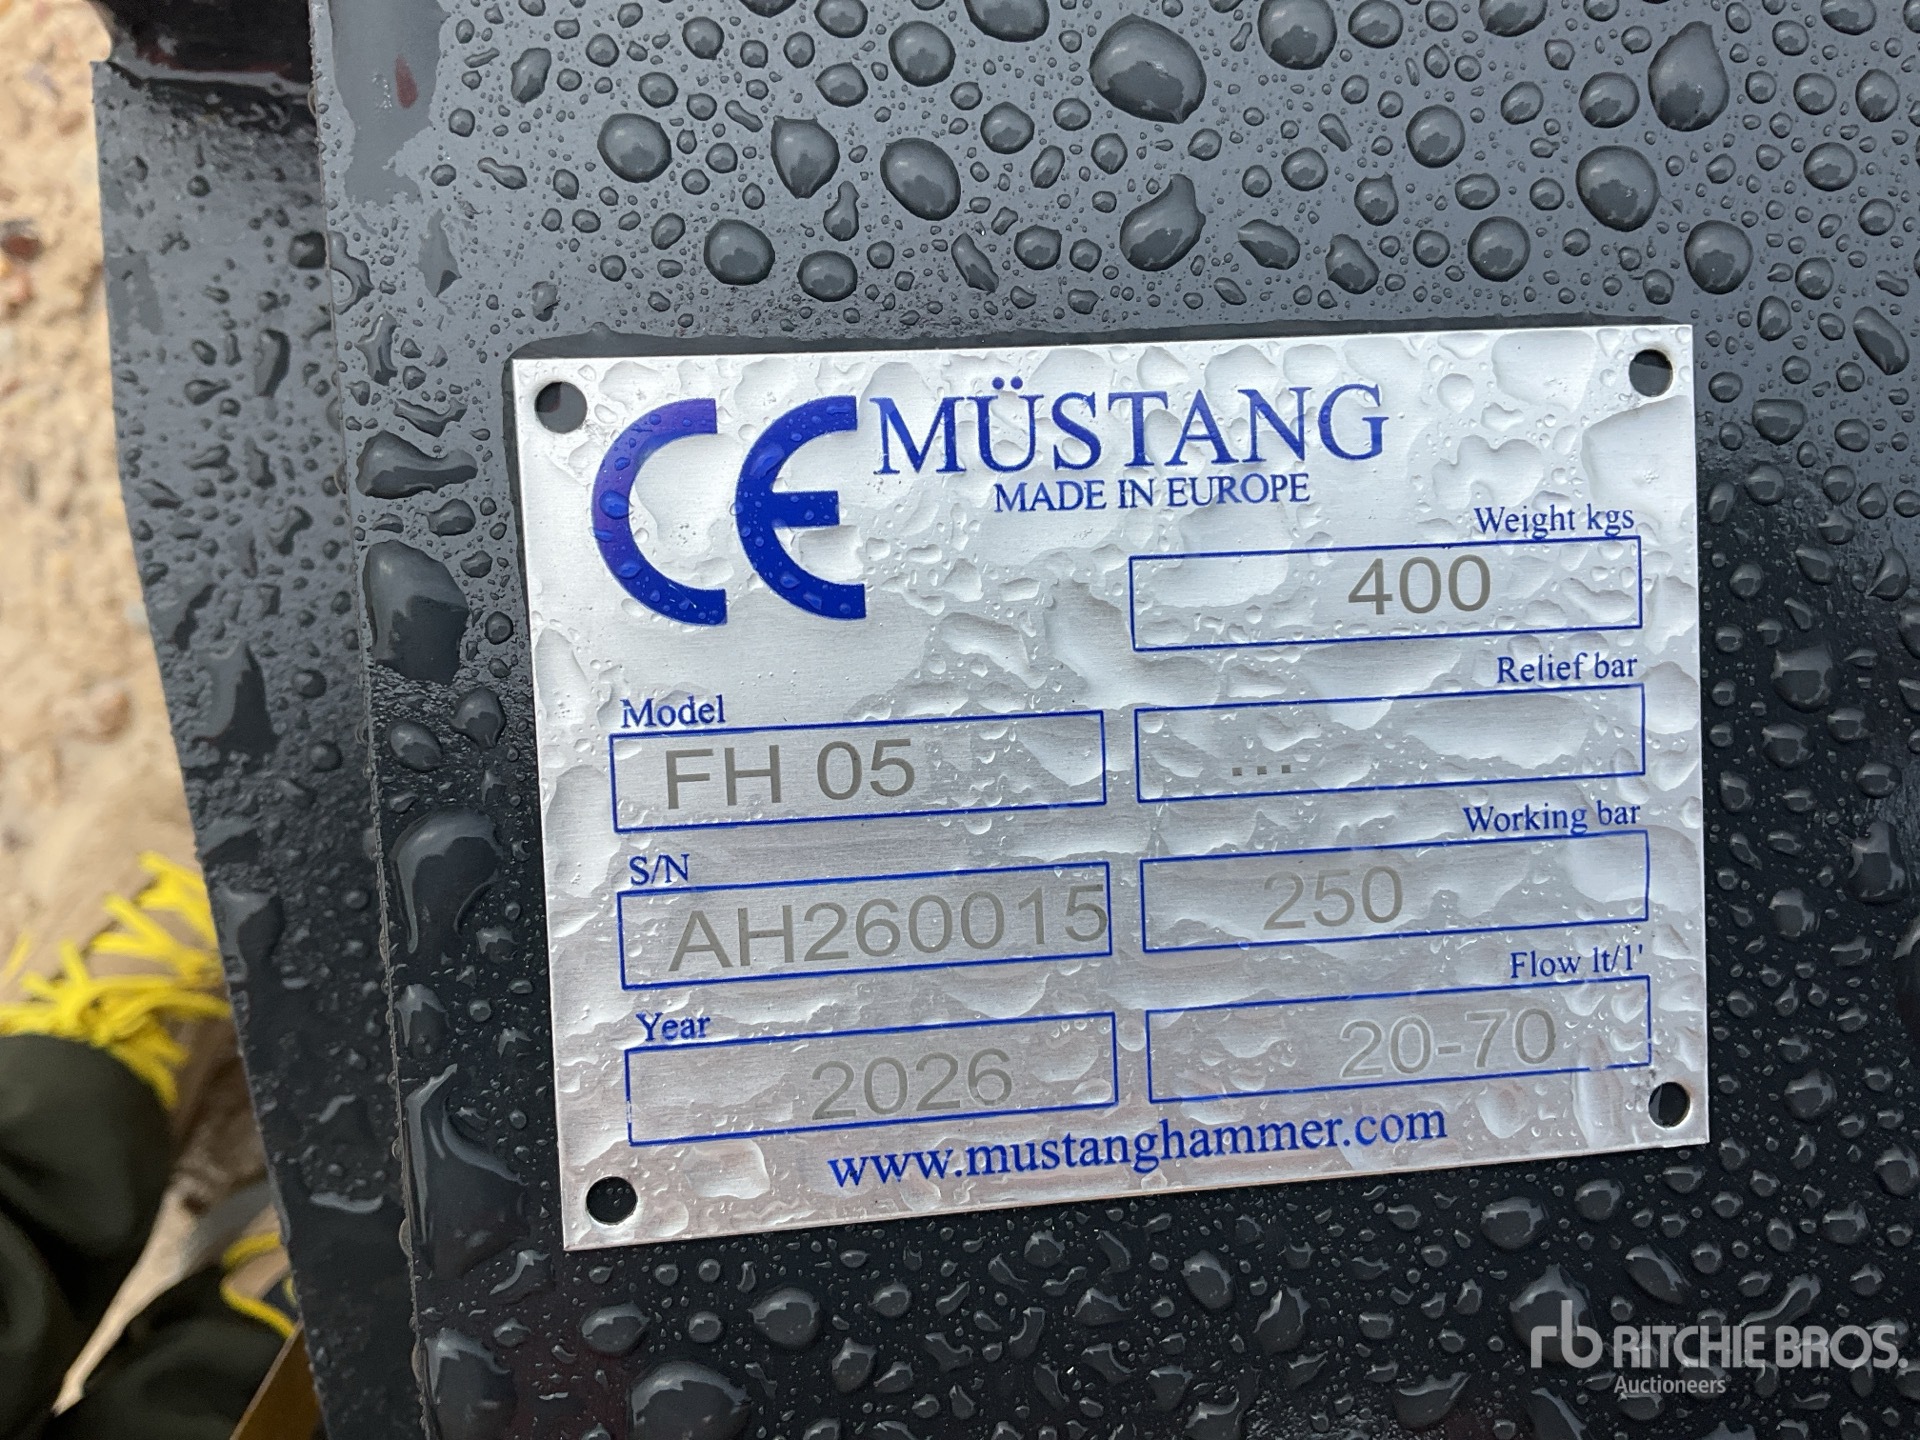 CE MÜSTANG
MADE IN EUROPE
Weight kgs
400
Relief bar
...
Model
FH 05
Working bar
250
S/N
AH260015
Flow lt/1'
20-70
Year
2026
www.mustanghammer.com
rb RITCHIE BROS.
Auctioneers